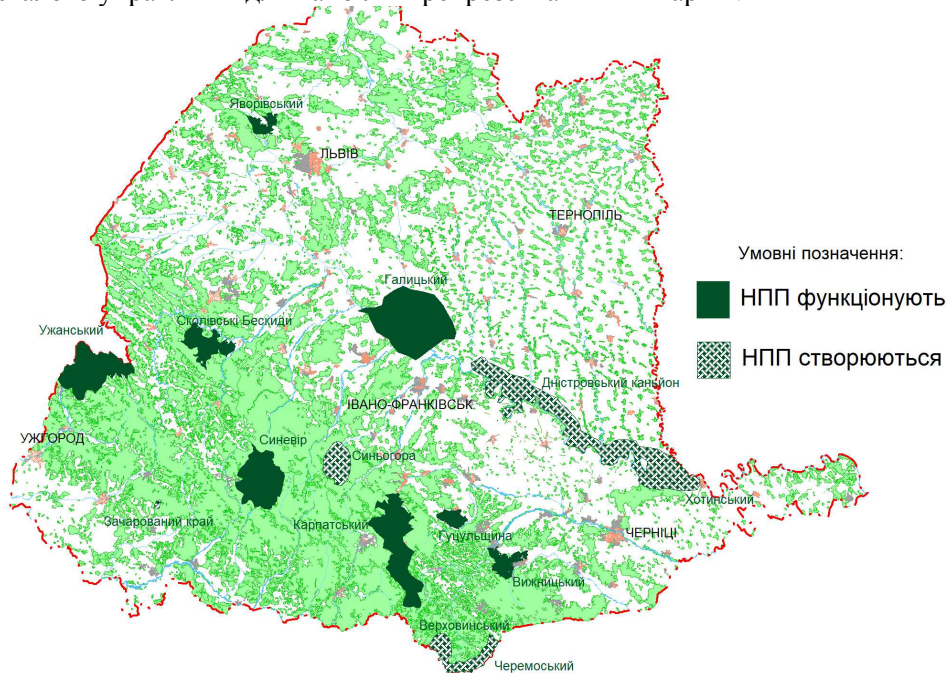 Яворівський
ЛЬВІВ
ТЕРНОПІЛЬ
Умовні позначення:
Галицький
НПП функціонують
Ужанський
Сколівські Бескиди
НПП створюються
Дністровський каньйон
ІВАНО-ФРАНКІВСЬК
УЖГОРОД
Синевір
Синьогора
Хотинський
Зачарований край
Карпатський
Гуцульщина
ЧЕРНІЦІ
Вижницький
Верховинський
Черемоський